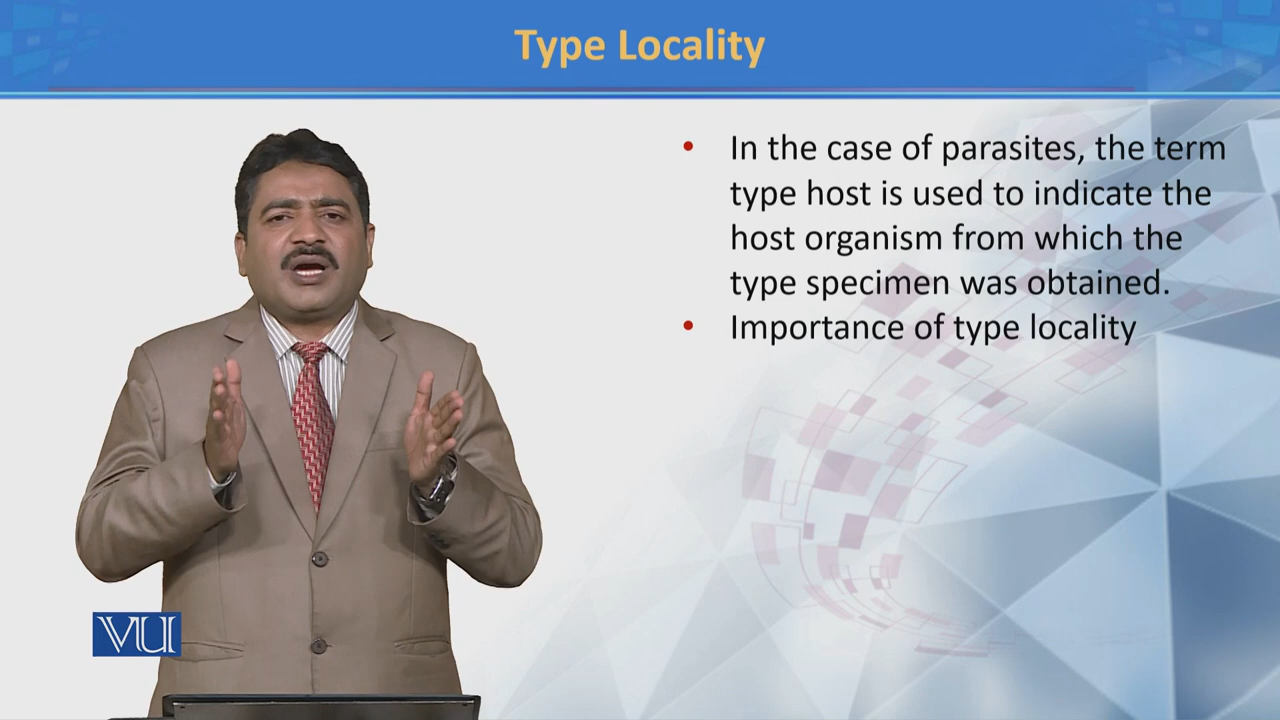 Type Locality
• In the case of parasites, the term
type host is used to indicate the
host organism from which the
type specimen was obtained.
• Importance of type locality
VU